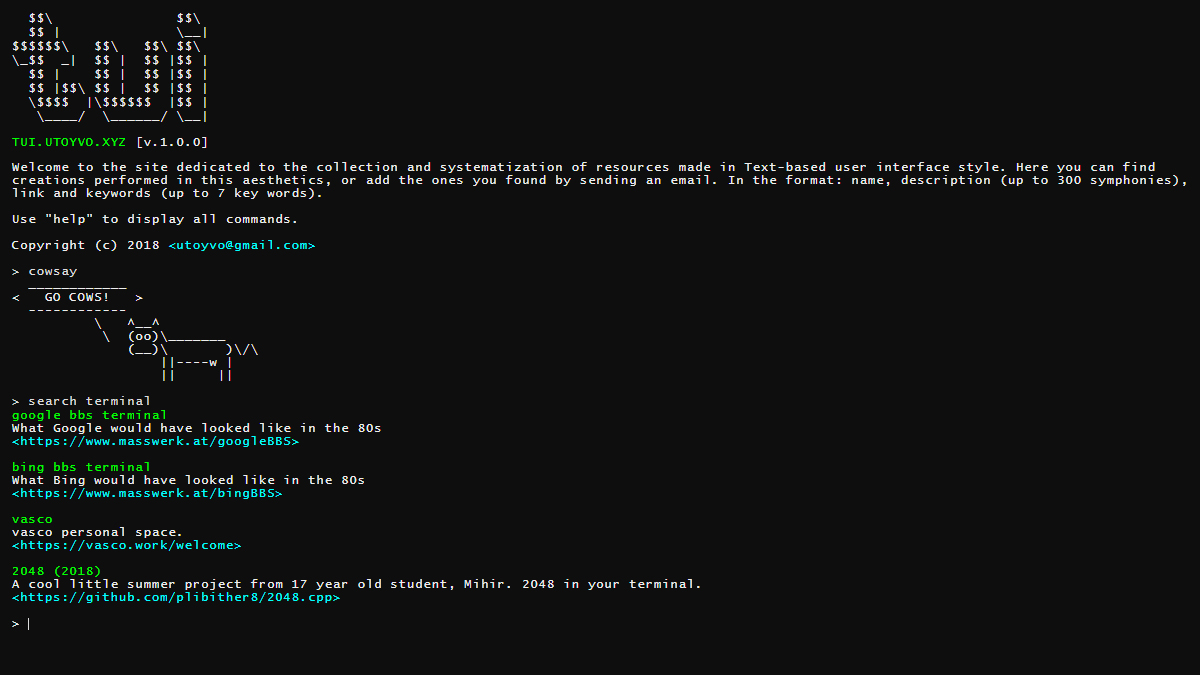 $$\               $$\
  $$ |              \__|
$$$$$$\   $$\   $$\ $$\
\_$$  _|  $$ |  $$ |$$ |
  $$ |    $$ |  $$ |$$ |
  $$ |$$\ $$ |  $$ |$$ |
  \$$$$  |\$$$$$$  |$$ |
   \____/  \______/ \__|
TUI.UTOYVO.XYZ [v.1.0.0]
Welcome to the site dedicated to the collection and systematization of resources made in Text-based user interface style. Here you can find
creations performed in this aesthetics, or add the ones you found by sending an email. In the format: name, description (up to 300 symphonies),
link and keywords (up to 7 key words).
Use "help" to display all commands.
Copyright (c) 2018 <utoyvo@gmail.com>
> cowsay
  ____________
<   GO COWS!   >
  ------------
          \   ^__^
           \  (oo)\_______
              (__)\       )\/\
                  ||----w |
                  ||     ||
> search terminal
google bbs terminal
What Google would have looked like in the 80s
<https://www.masswerk.at/googleBBS>
bing bbs terminal
What Bing would have looked like in the 80s
<https://www.masswerk.at/bingBBS>
vasco
vasco personal space.
<https://vasco.work/welcome>
2048 (2018)
A cool little summer project from 17 year old student, Mihir. 2048 in your terminal.
<https://github.com/plibither8/2048.cpp>
>